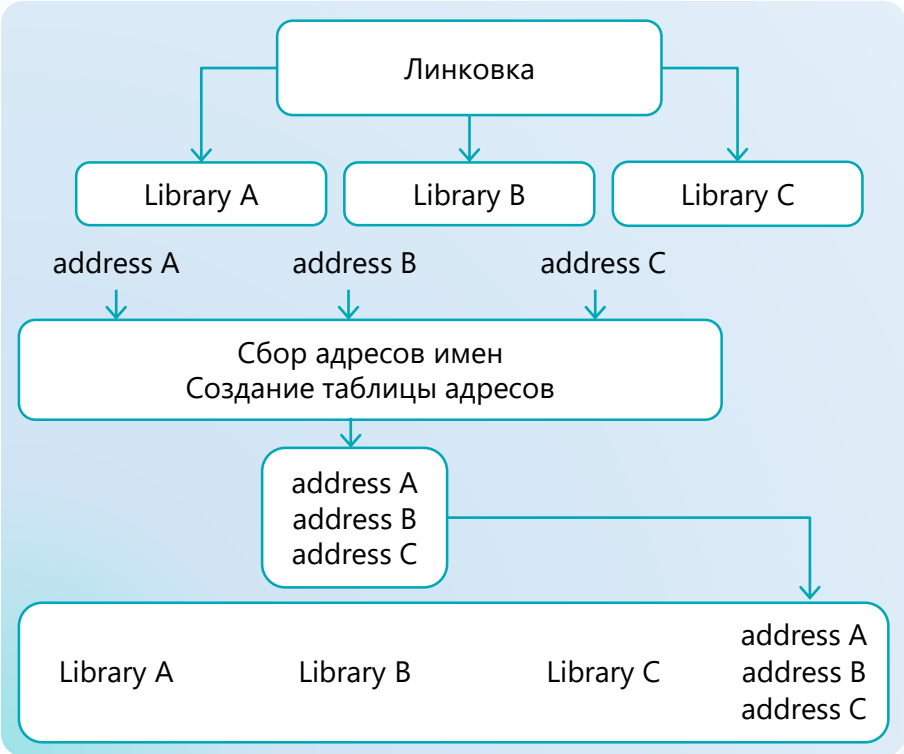 Линковка
Library A
Library B
Library C
address A
address B
address C
Сбор адресов имен
Создание таблицы адресов
address A
address B
address C
Library A
Library B
Library C
address A
address B
address C